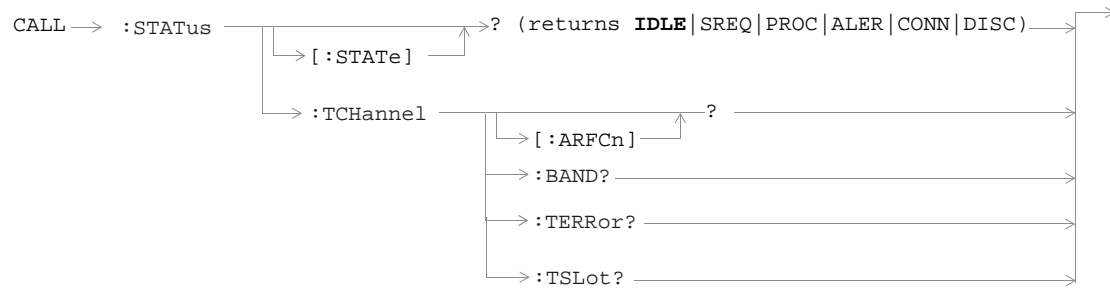 CALL :STATus ? (returns IDLE|SREQ|PROC|ALER|CONN|DISC)
[:STATe]
:TCHannel ?
[:ARFCn]
:BAND?
:TERRor?
:TSLot?